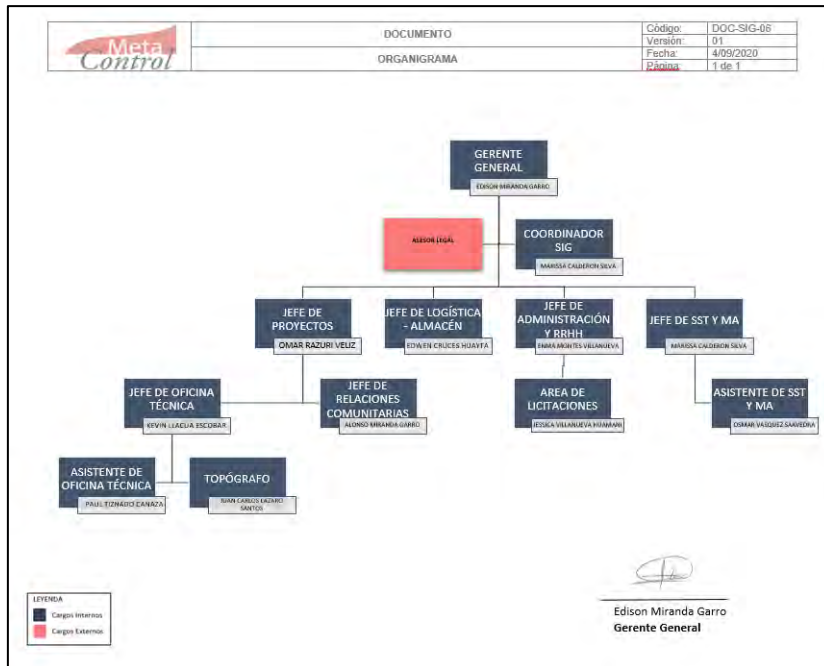 Meta
Control
DOCUMENTO
ORGANIGRAMA
Código: DOC-SIG-06
Versión: 01
Fecha: 4/09/2020
Página: 1 de 1
GERENTE
GENERAL
EDISON MIRANDA GARRO
ASESOR LEGAL
COORDINADOR
SIG
MARISSA CALDERON SILVA
JEFE DE
PROYECTOS
OMAR RAZURI VELIZ
JEFE DE LOGÍSTICA
- ALMACÉN
EDWEN CRUCES HUAYTA
JEFE DE
ADMINISTRACIÓN
Y RRHH
ENMA MONTES VILLANUEVA
JEFE DE SST Y MA
MARISSA CALDERON SILVA
JEFE DE OFICINA
TÉCNICA
KEVIN LLACUA ESCOBAR
JEFE DE
RELACIONES
COMUNITARIAS
ALONSO MIRANDA GARRO
AREA DE
LICITACIONES
JESSICA VILLANUEVA HUAMANI
ASISTENTE DE SST
Y MA
OSMAR VASQUEZ SAAVEDRA
ASISTENTE DE
OFICINA TÉCNICA
PAUL TIZNADO CANAZA
TOPÓGRAFO
JUAN CARLOS LAZARO
SANTOS
LEYENDA
Cargos Internos
Cargos Externos
Edison Miranda Garro
Gerente General